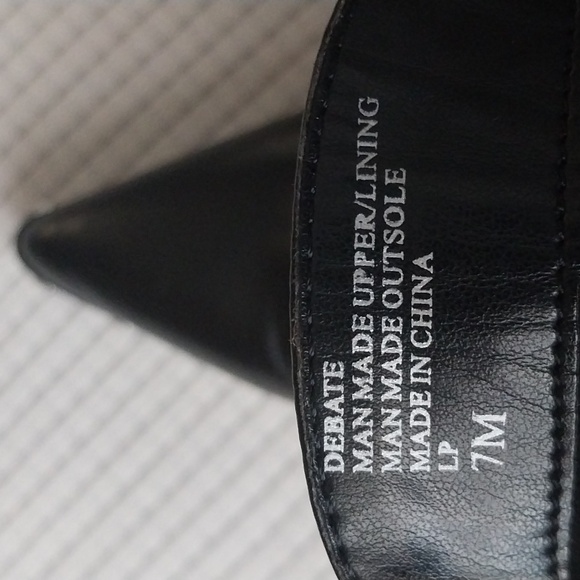 DEBATE
MAN MADE UPPER/LINING
MAN MADE OUTSOLE
MADE IN CHINA
LP
7M